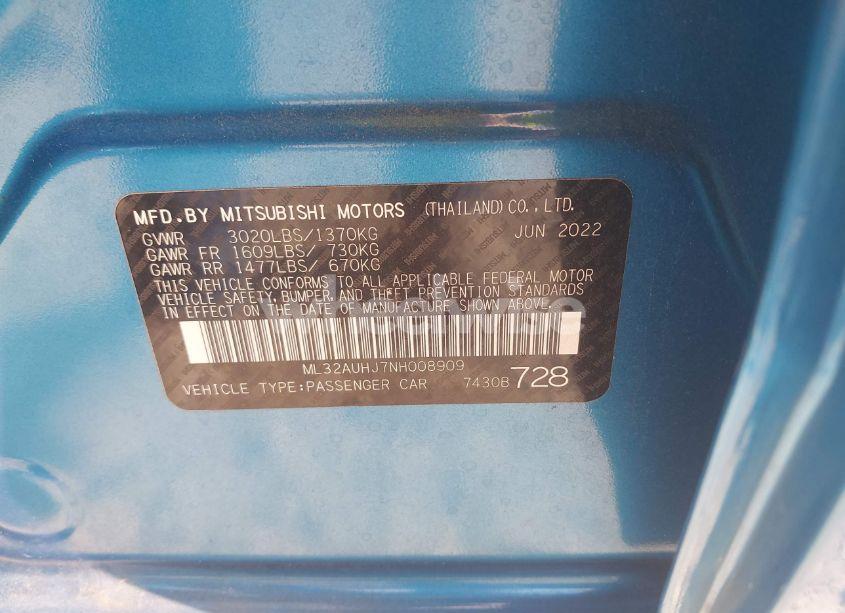 MFD.BY MITSUBISHI MOTORS (THAILAND) CO., LTD.
GVWR 3020LBS/1370KG JUN 2022
GAWR FR 1609LBS/ 730KG
GAWR RR 1477LBS/ 670KG
THIS VEHICLE CONFORMS TO ALL APPLICABLE FEDERAL MOTOR
VEHICLE SAFETY, BUMPER, AND THEFT PREVENTION STANDARDS
IN EFFECT ON THE DATE OF MANUFACTURE SHOWN ABOVE.
ML32AUHJ7NH008909
VEHICLE TYPE:PASSENGER CAR 7430B 728